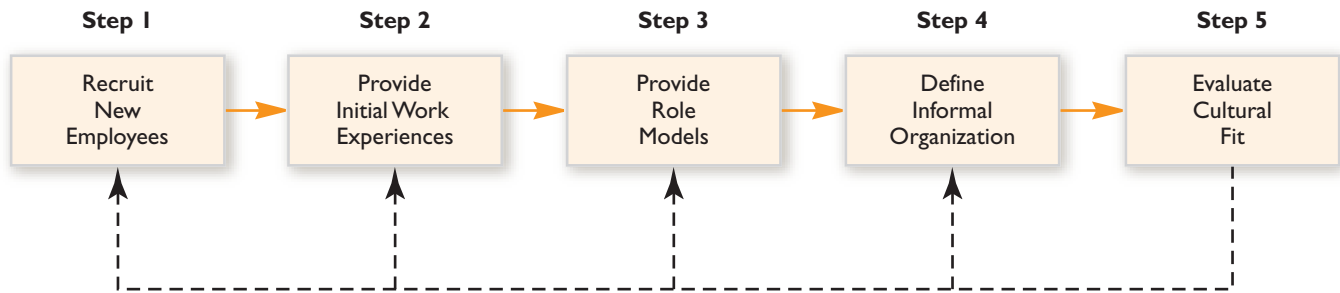 Step 1
Step 2
Step 3
Step 4
Step 5
Recruit
New
Employees
Provide
Initial Work
Experiences
Provide
Role
Models
Define
Informal
Organization
Evaluate
Cultural
Fit